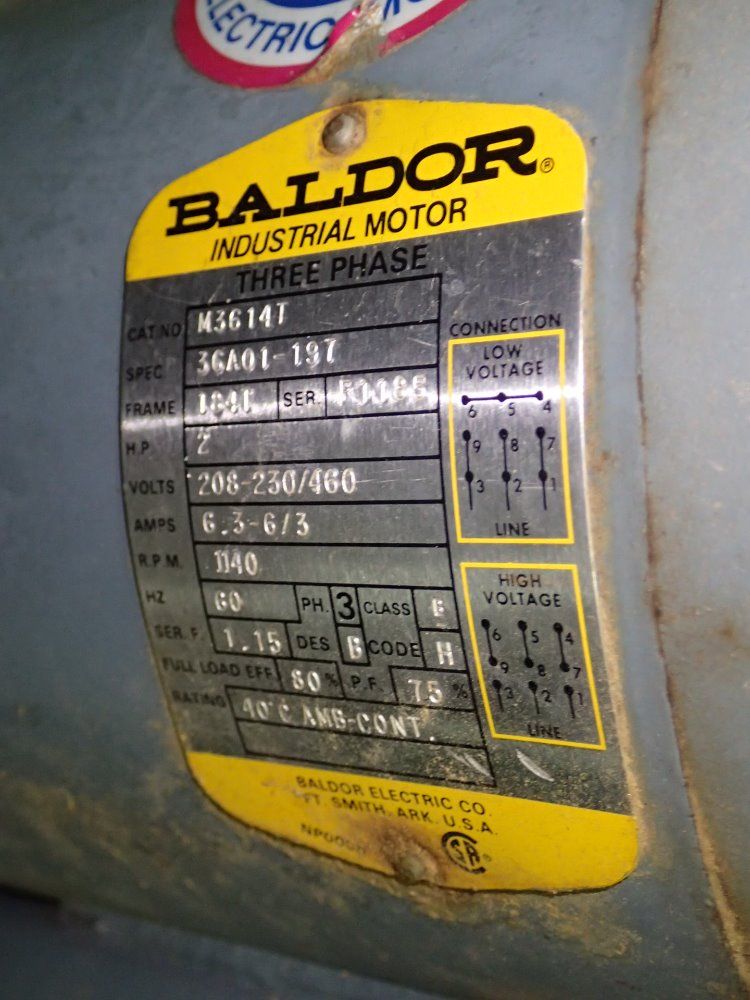 ELECTRIC
BALDOR®
INDUSTRIAL MOTOR
THREE PHASE
CAT.NO M3614T
SPEC 36A01-197
FRAME 184T SER.
H.P. 2
VOLTS 208-230/460
AMPS 6.3-6/3
R.P.M. 1140
HZ 60 PH. 3 CLASS
SER. F. 1.15 DES B CODE H
FULL LOAD EFF. 80 % P.F. 75 %
RATING 40°C AMB-CONT.
CONNECTION
LOW
VOLTAGE
6 5 4
9 8 7
3 2 1
LINE
HIGH
VOLTAGE
6 5 4
9 8 7
3 2 1
LINE
BALDOR ELECTRIC CO.
FT. SMITH, ARK. U.S.A.
SA®